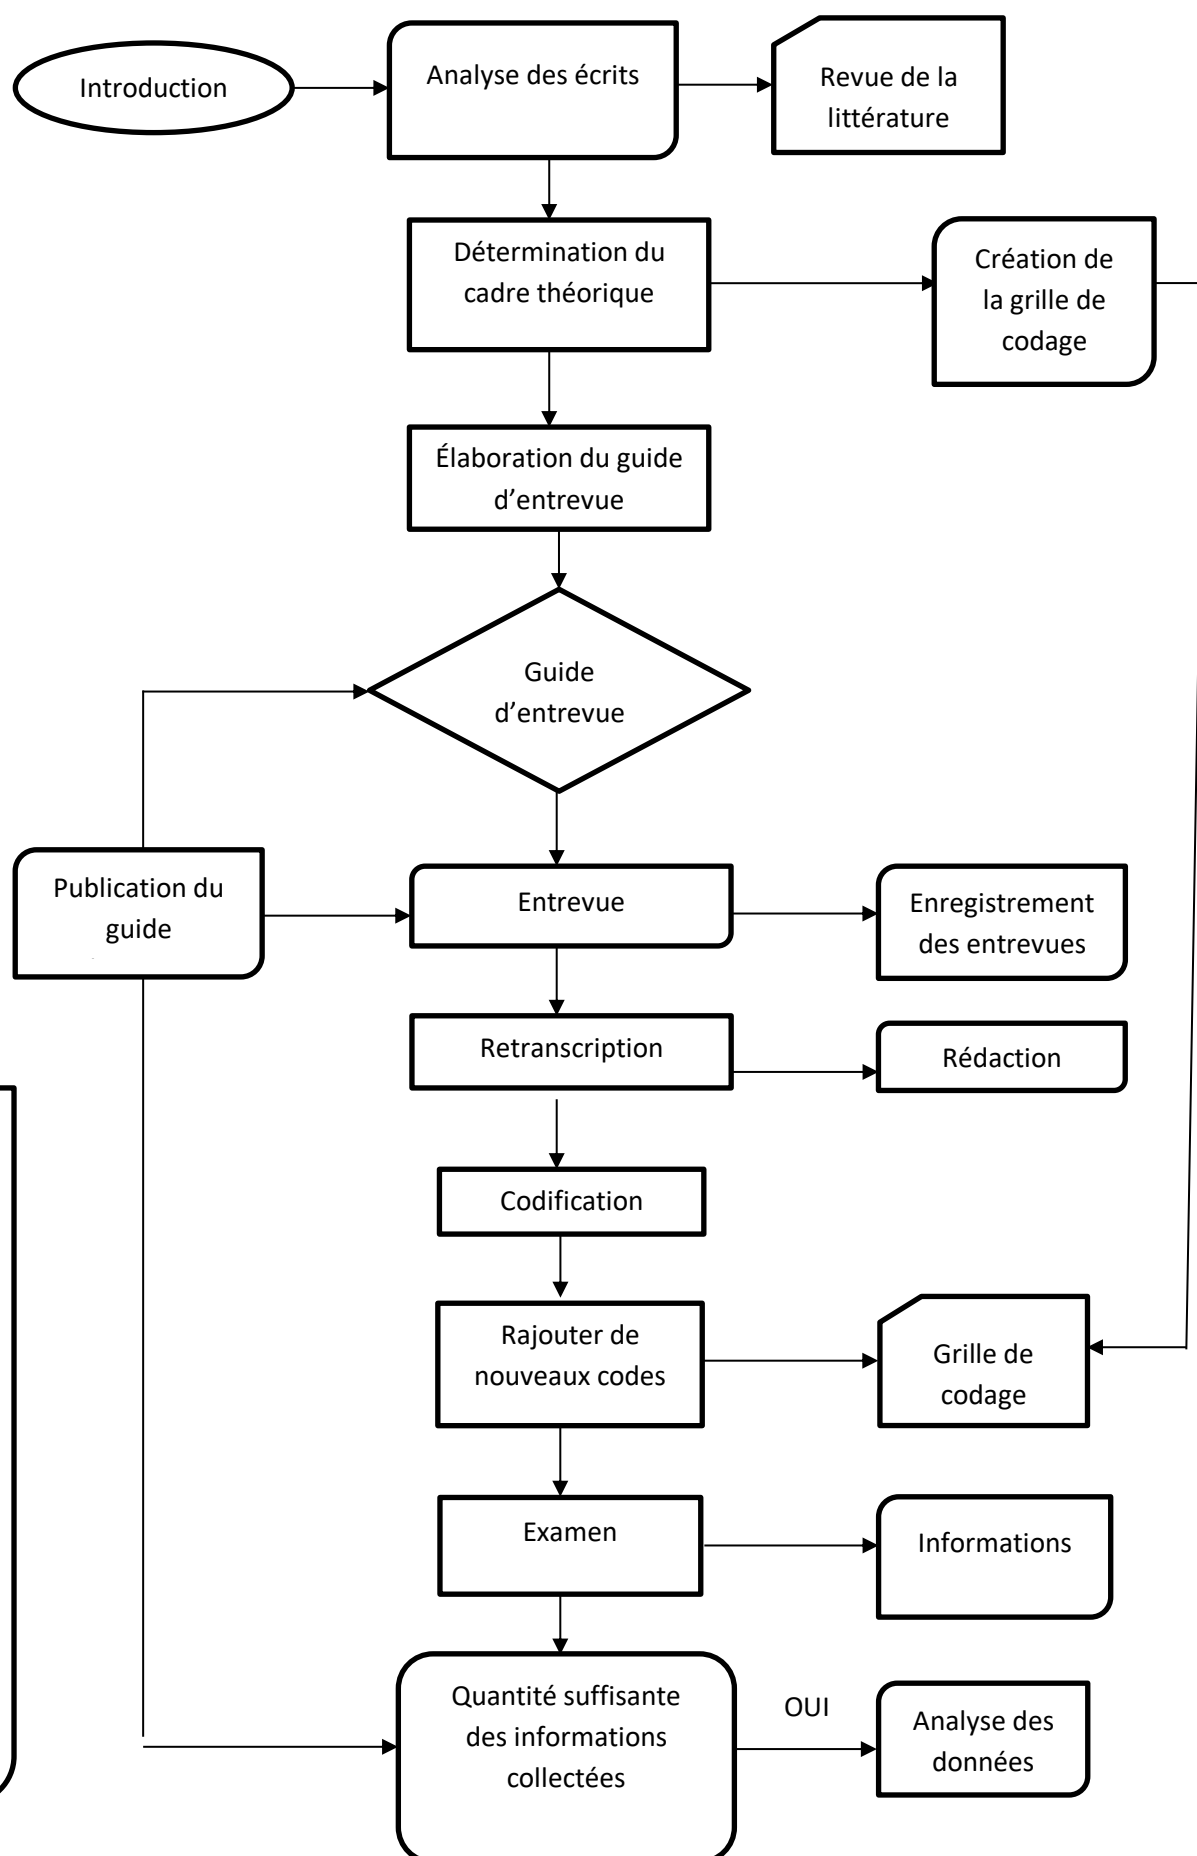 Introduction
Analyse des écrits
Revue de la
littérature
Détermination du
cadre théorique
Création de
la grille de
codage
Élaboration du guide
d’entrevue
Guide
d’entrevue
Publication du
guide
Entrevue
Enregistrement
des entrevues
Retranscription
Rédaction
Codification
Rajouter de
nouveaux codes
Grille de
codage
Examen
Informations
Quantité suffisante
des informations
collectées
OUI
Analyse des
données